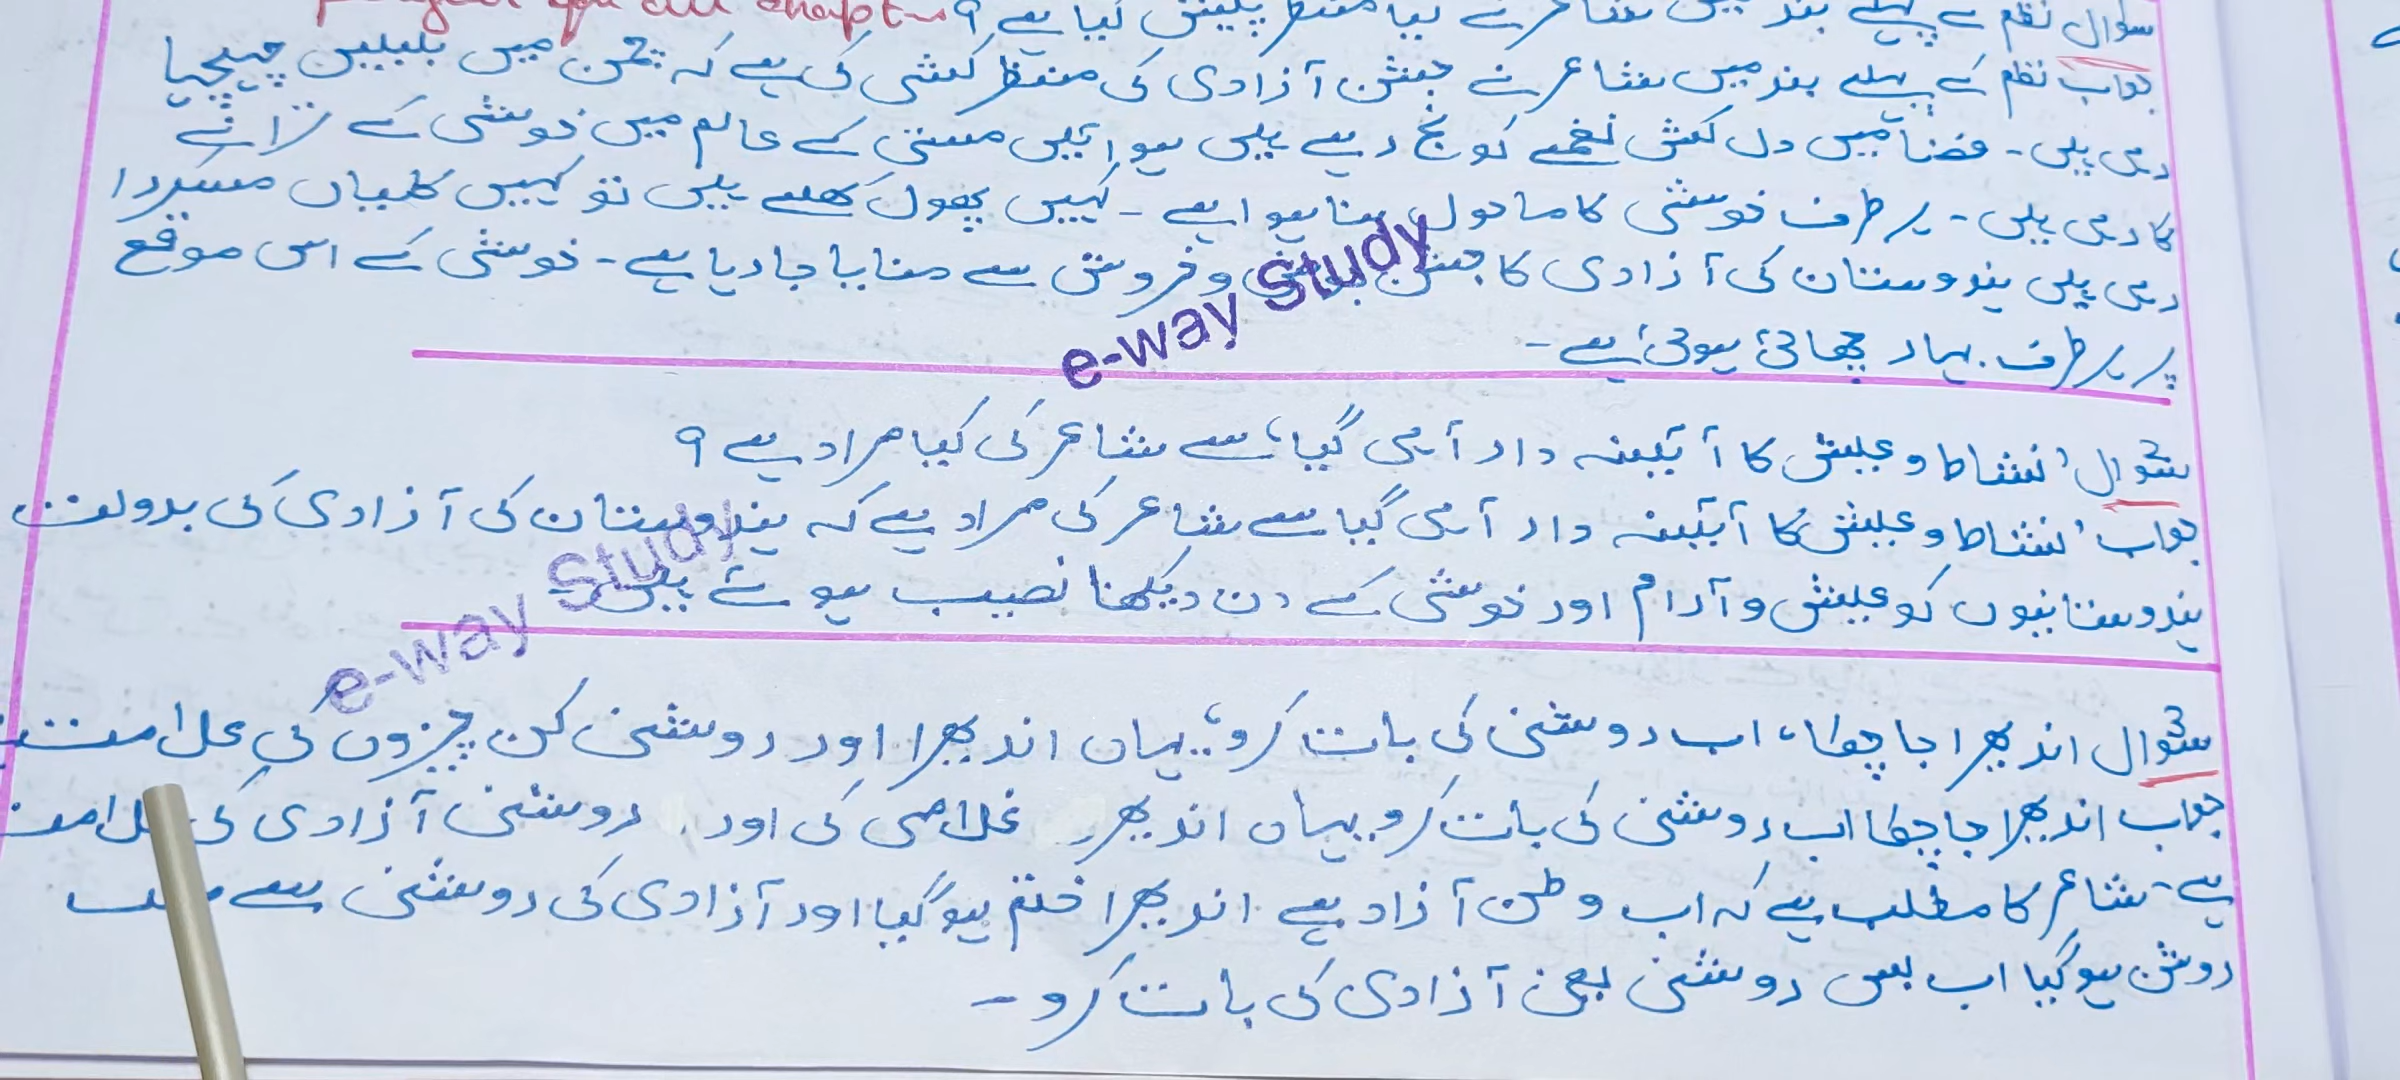 all chapter
سوال نظم کے پہلے بند میں شاعر نے کیا منظر پیش کیا ہے ؟
جواب نظم کے پہلے بند میں شاعر نے جشن آزادی کی منظر کشی کی ہے کہ چمن میں بلبلیں چہچہا
رہی ہیں۔ فضا میں دل کش نغمے گونج رہے ہیں ہوائیں مستی کے عالم میں خوشی کے ترانے
گا رہی ہیں۔ ہر طرف خوشی کا ماحول بنا ہوا ہے۔ کہیں پھول کھلے ہیں تو کہیں کلیاں مسکرا
رہی ہیں ہندوستان کی آزادی کا جشن و خروش سے منایا جا رہا ہے۔ خوشی کے اس موقع
پر ہر طرف بہار چھائی ہوئی ہے۔
e-way Study
سوال 2 'نشاط و عیش کا آئینہ دار آ ہی گیا' سے شاعر کی کیا مراد ہے ؟
جواب 'نشاط و عیش کا آئینہ دار آ ہی گیا سے شاعر کی مراد ہے کہ ہندوستان کی آزادی کی بدولت
ہندوستانیوں کو عیش و آرام اور خوشی کے دن دیکھنا نصیب ہوئے ہیں۔
e-way Study
سوال 3 اندھیرا جا چکا، اب روشنی کی بات کرو، یہاں اندھیرا اور روشنی کن چیزوں کی علامت
جواب اندھیرا جا چکا اب روشنی کی بات کرو یہاں اندھیر غلامی کی اور روشنی آزادی کی علامت
ہے۔ شاعر کا مطلب ہے کہ اب وطن آزاد ہے اندھیرا ختم ہو گیا اور آزادی کی روشنی سے
روشن ہو گیا اب بس روشنی یعنی آزادی کی بات کرو۔